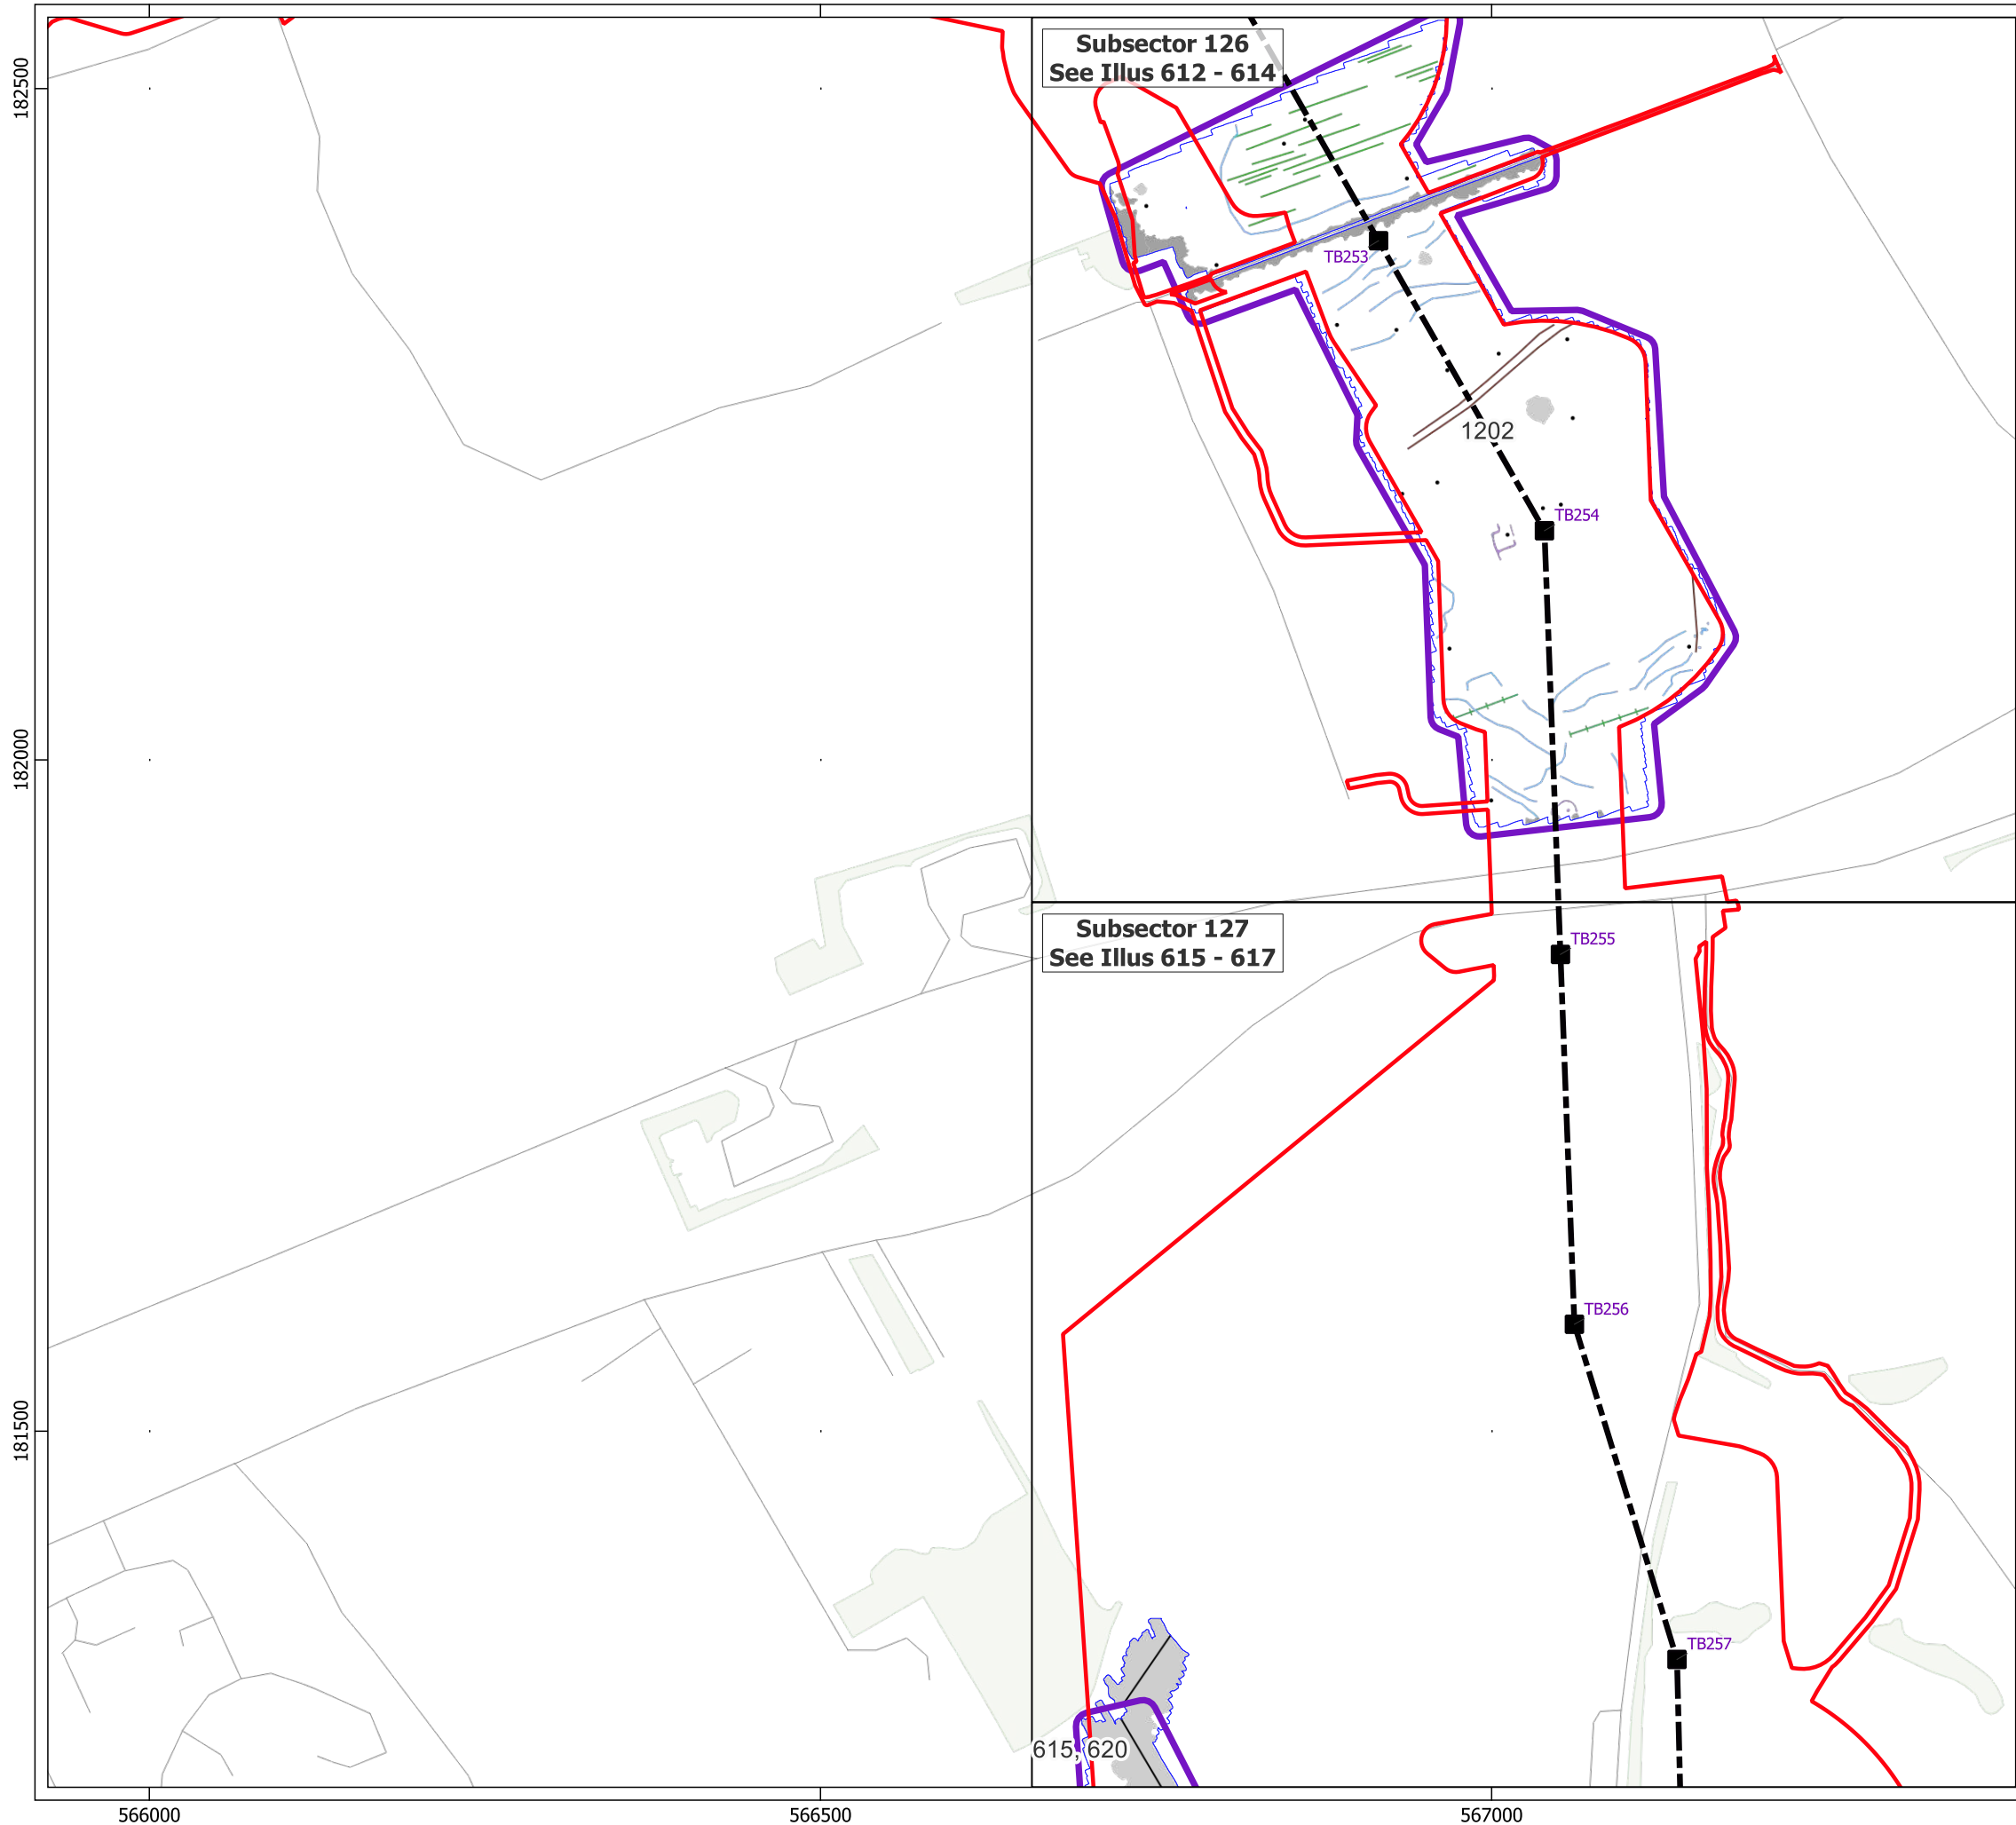 Subsector 126
See Illus 612 - 614
182500
TB253
1202
TB254
182000
Subsector 127
See Illus 615 - 617
TB255
TB256
181500
TB257
615, 620
566000
566500
567000